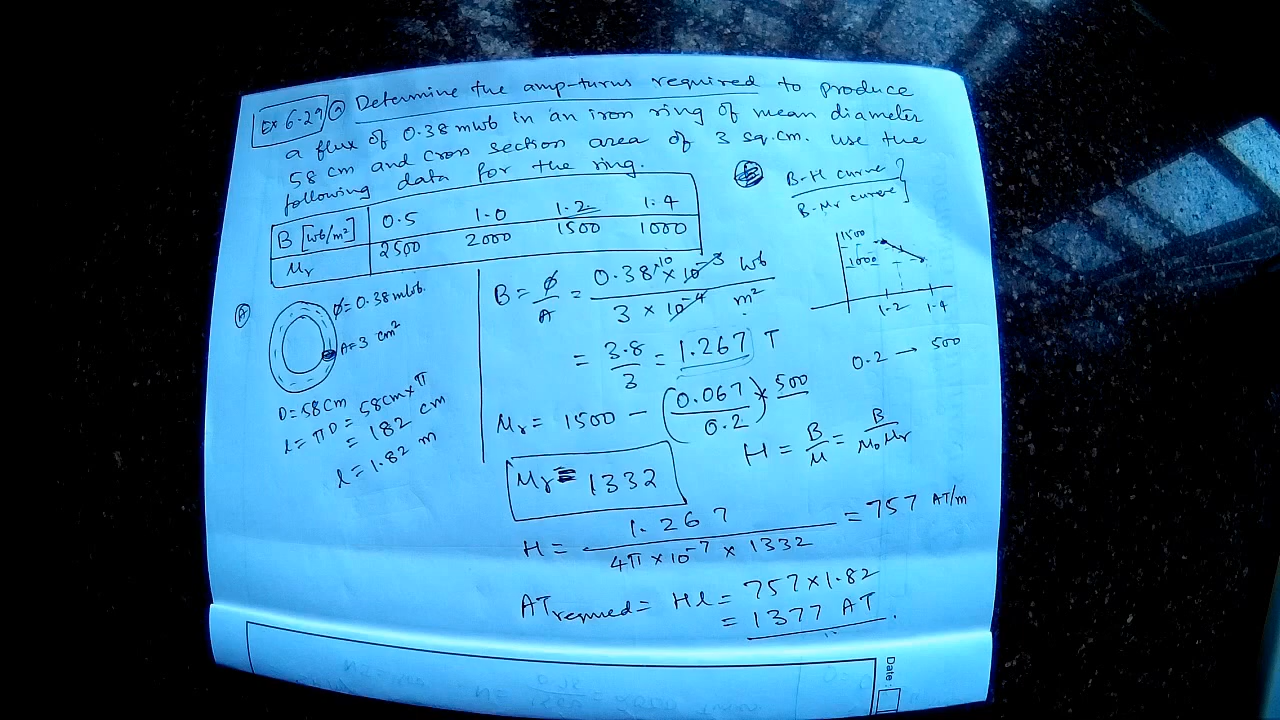 Ex 6.29 Q Determine the amp-turns required to produce
a flux of 0.38 mwb in an iron ring of mean diameter
58 cm and cross section area of 3 sq.cm. use the
following data for the ring.
B-H curve?
B-Mr curve]
B [wb/m²] 0.5 1.0 1.2 1.4
μr 2500 2000 1500 1000
1500
1000
1.2 1.4
0.2 → 500
A
ϕ = 0.38 mwb.
A = 3 cm²
D = 58 cm
l = πD = 58cm × π
= 182 cm
l = 1.82 m
B = ϕ/A = 0.38 × 10 × 10⁻³ wb / 3 × 10⁻⁴ m²
= 3.8/3 = 1.267 T
μr = 1500 - (0.067/0.2) × 500
μr = 1332
H = B/μ = B/μ₀μr
H = 1.267 / 4π × 10⁻⁷ × 1332 = 757 AT/m
AT required = Hl = 757 × 1.82
= 1377 AT.
Date: